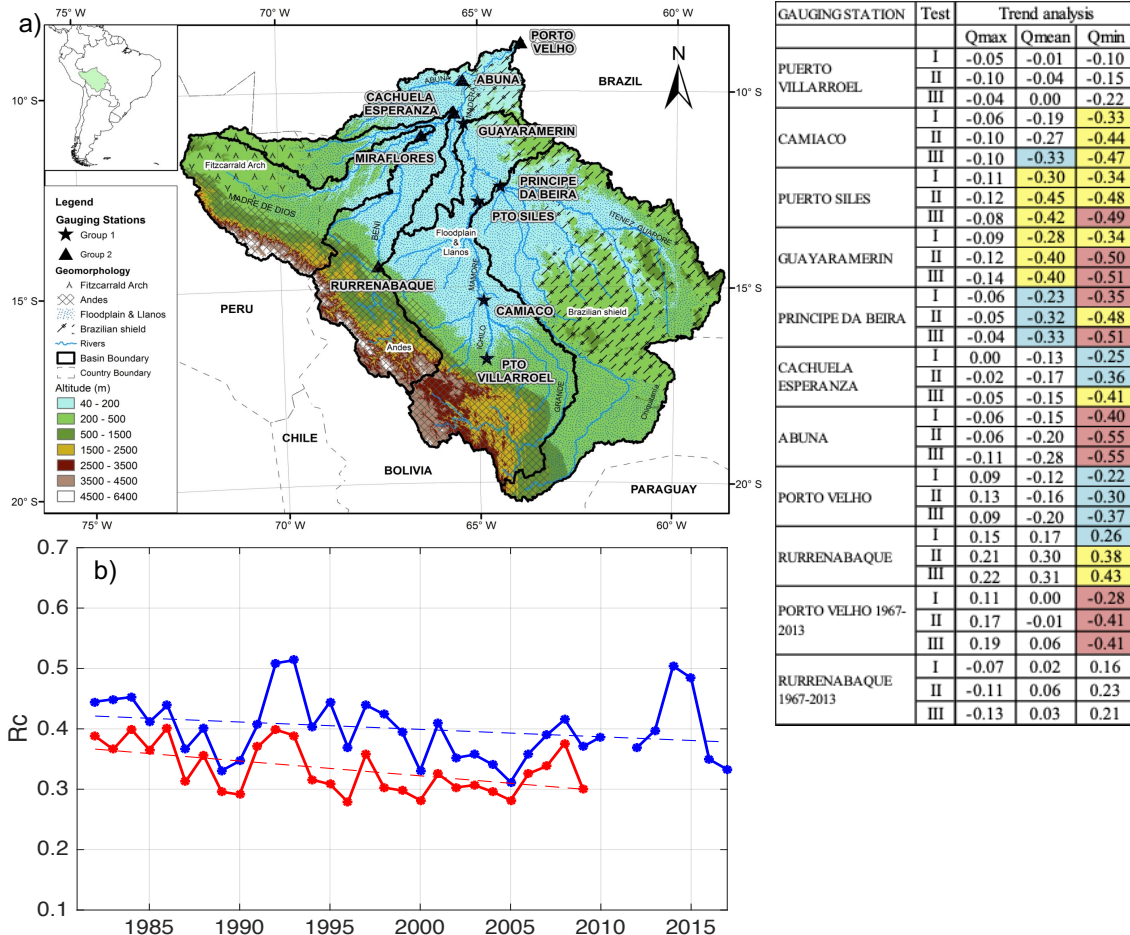 a)
75°W
70°W
65°W
60°W
10°S
15°S
20°S
10°S
15°S
20°S
75°W
70°W
65°W
60°W
PORTO
VELHO
ABUNA
ABUNA
MADERA
BRAZIL
N
CACHUELA
ESPERANZA
GUAYARAMERIN
MIRAFLORES
Fitzcarrald Arch
PRINCIPE
DA BEIRA
MADRE DE DIOS
PTO SILES
ITENEZ-GUAPORE
BENI
Floodplain
&
Llanos
MAMORE
RURRENABAQUE
PERU
CAMIACO
Brazilian shield
ICHILO
Andes
PTO
VILLARROEL
GRANDE
Chiquitania
CHILE
BOLIVIA
PARAGUAY
Legend
Gauging Stations
Group 1
Group 2
Geomorphology
Fitzcarrald Arch
Andes
Floodplain & Llanos
Brazilian shield
Rivers
Basin Boundary
Country Boundary
Altitude (m)
40 - 200
200 - 500
500 - 1500
1500 - 2500
2500 - 3500
3500 - 4500
4500 - 6400
b)
Rc
0.7
0.6
0.5
0.4
0.3
0.2
0.1
1985 1990 1995 2000 2005 2010 2015
GAUGING STATION Test Trend analysis
Qmax Qmean Qmin
PUERTO VILLARROEL
I -0.05 -0.01 -0.10
II -0.10 -0.04 -0.15
III -0.04 0.00 -0.22
CAMIACO
I -0.06 -0.19 -0.33
II -0.10 -0.27 -0.44
III -0.10 -0.33 -0.47
PUERTO SILES
I -0.11 -0.30 -0.34
II -0.12 -0.45 -0.48
III -0.08 -0.42 -0.49
GUAYARAMERIN
I -0.09 -0.28 -0.34
II -0.12 -0.40 -0.50
III -0.14 -0.40 -0.51
PRINCIPE DA BEIRA
I -0.06 -0.23 -0.35
II -0.05 -0.32 -0.48
III -0.04 -0.33 -0.51
CACHUELA ESPERANZA
I 0.00 -0.13 -0.25
II -0.02 -0.17 -0.36
III -0.05 -0.15 -0.41
ABUNA
I -0.06 -0.15 -0.40
II -0.06 -0.20 -0.55
III -0.11 -0.28 -0.55
PORTO VELHO
I 0.09 -0.12 -0.22
II 0.13 -0.16 -0.30
III 0.09 -0.20 -0.37
RURRENABAQUE
I 0.15 0.17 0.26
II 0.21 0.30 0.38
III 0.22 0.31 0.43
PORTO VELHO 1967-2013
I 0.11 0.00 -0.28
II 0.17 -0.01 -0.41
III 0.19 0.06 -0.41
RURRENABAQUE 1967-2013
I -0.07 0.02 0.16
II -0.11 0.06 0.23
III -0.13 0.03 0.21